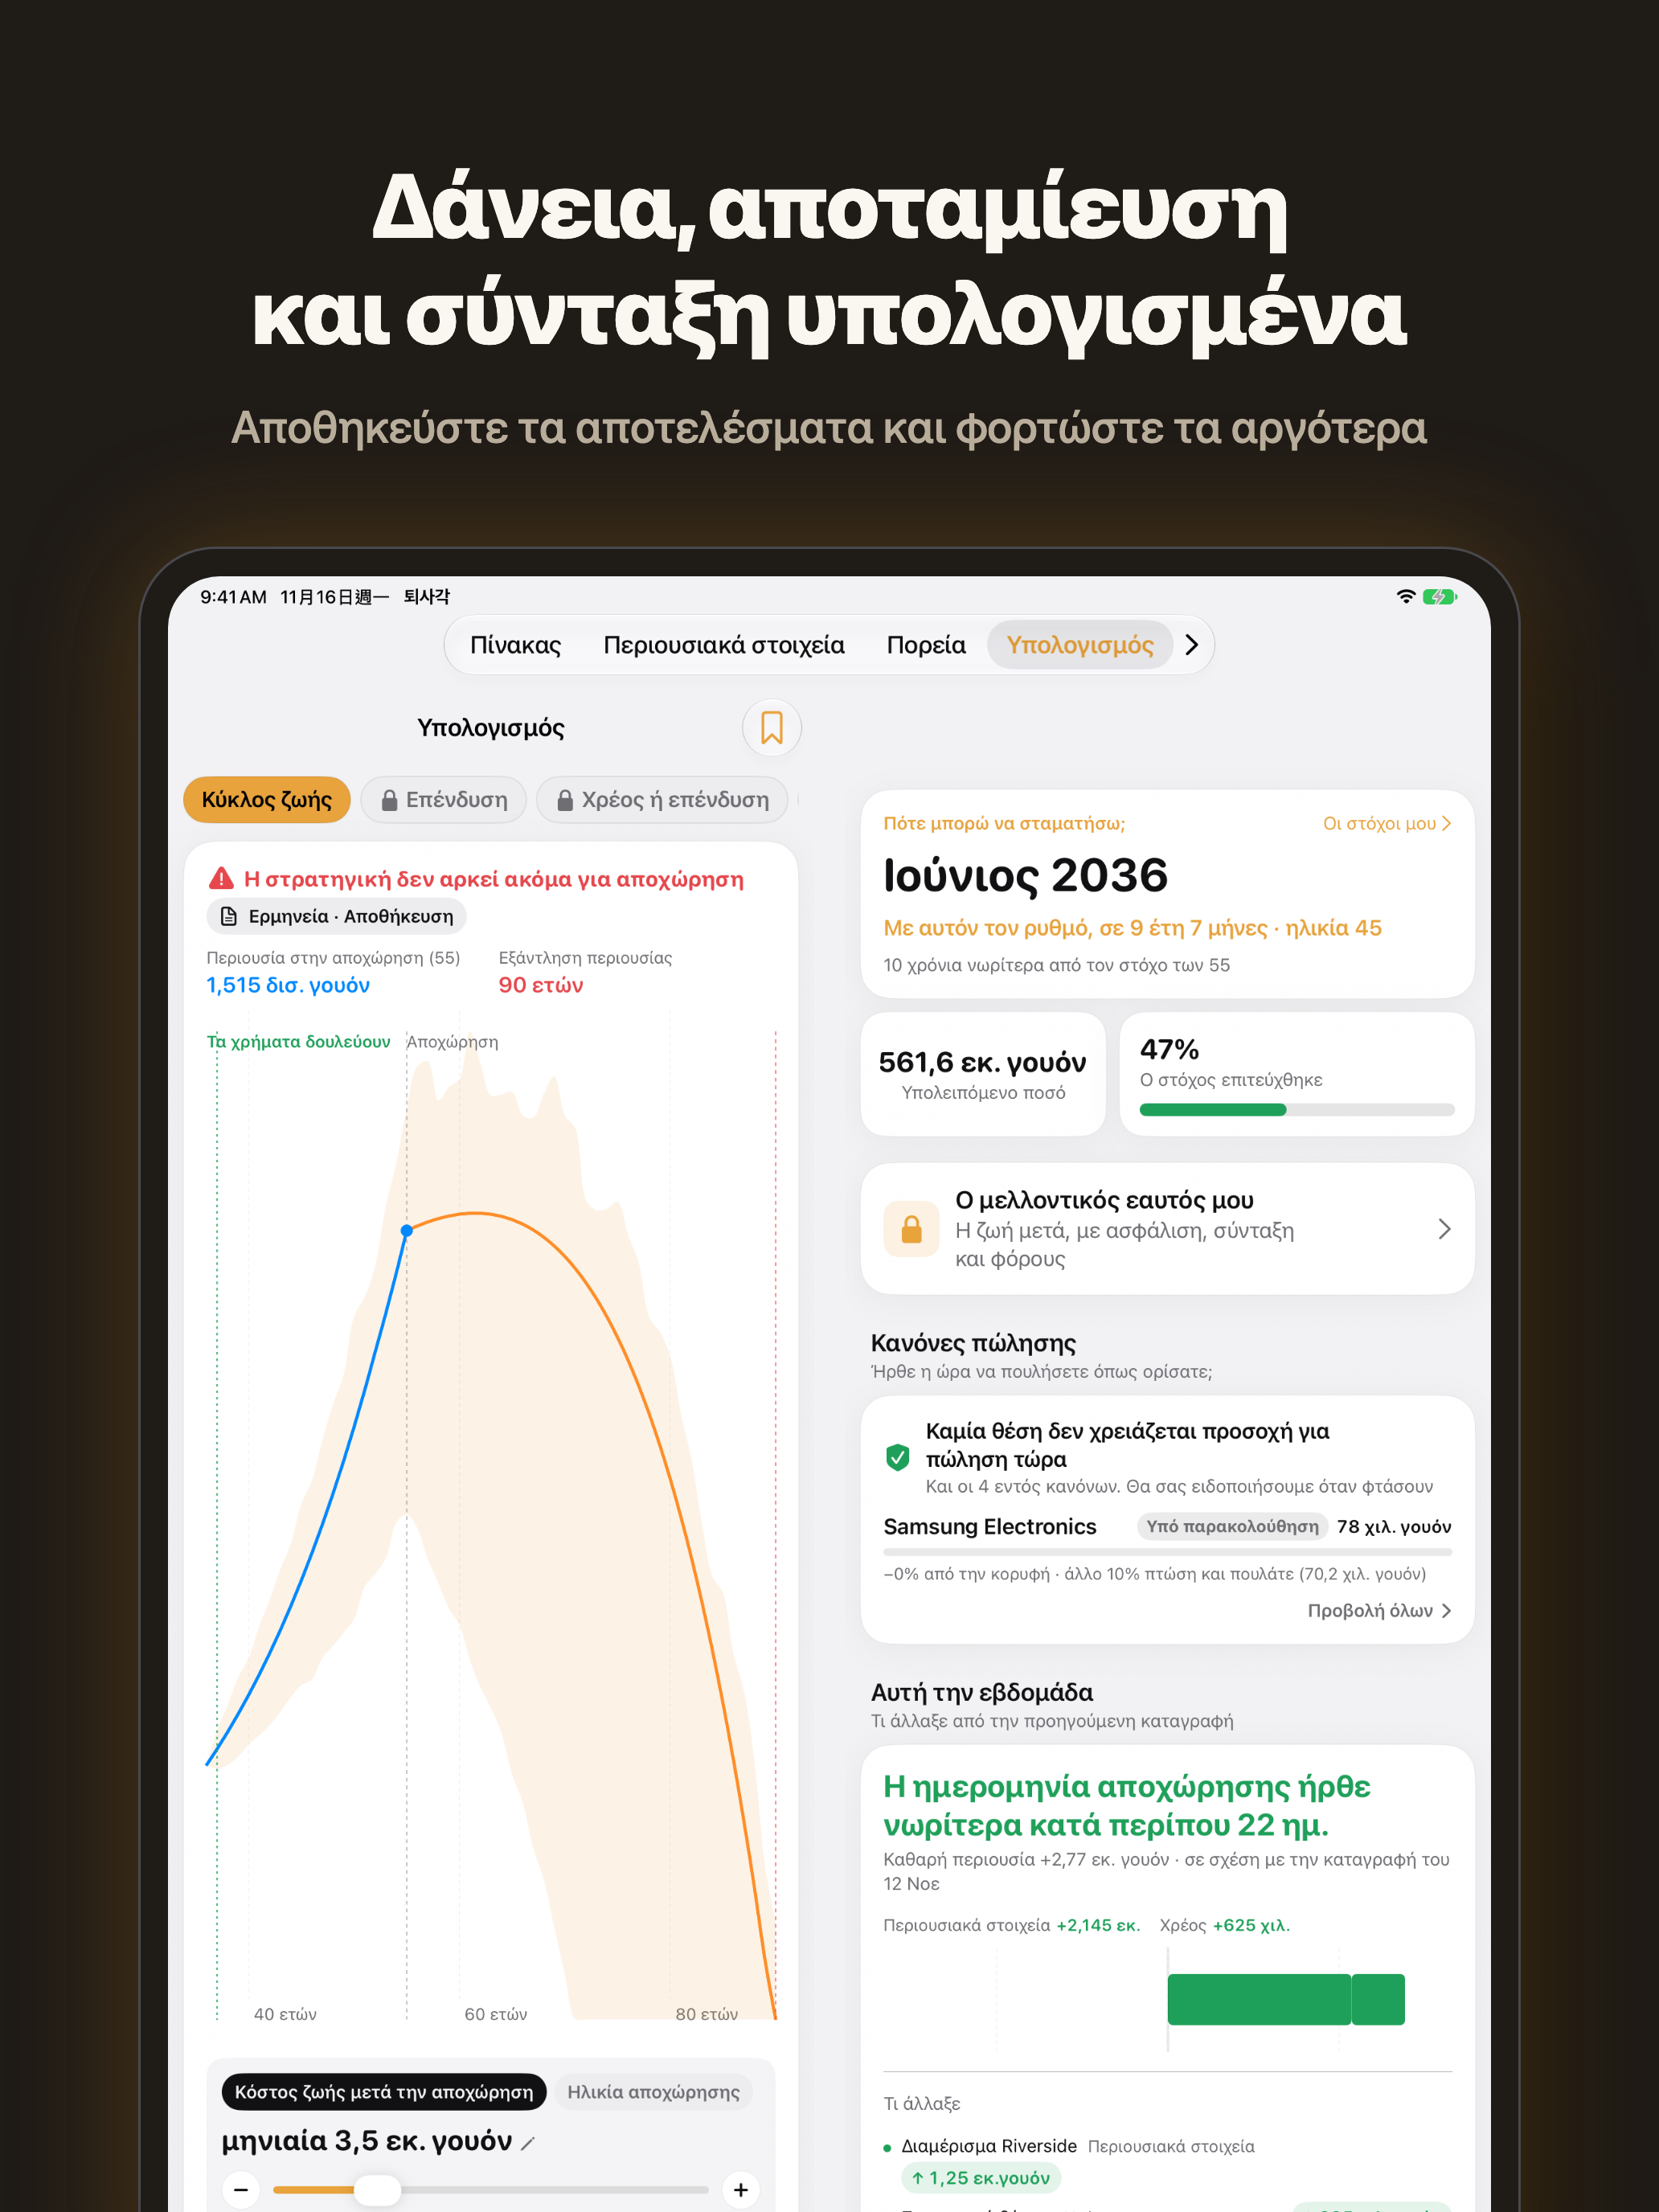 Δάνεια, αποταμίευση
και σύνταξη υπολογισμένα
Αποθηκεύστε τα αποτελέσματα και φορτώστε τα αργότερα
9:41 AM 11月16日週一 퇴사각
Πίνακας Περιουσιακά στοιχεία Πορεία Υπολογισμός
Υπολογισμός
Κύκλος ζωής Επένδυση Χρέος ή επένδυση
Η στρατηγική δεν αρκεί ακόμα για αποχώρηση
Ερμηνεία · Αποθήκευση
Περιουσία στην αποχώρηση (55) Εξάντληση περιουσίας
1,515 δισ. γουόν 90 ετών
Τα χρήματα δουλεύουν Αποχώρηση
40 ετών 60 ετών 80 ετών
Κόστος ζωής μετά την αποχώρηση Ηλικία αποχώρησης
μηνιαία 3,5 εκ. γουόν
Πότε μπορώ να σταματήσω; Οι στόχοι μου
Ιούνιος 2036
Με αυτόν τον ρυθμό, σε 9 έτη 7 μήνες · ηλικία 45
10 χρόνια νωρίτερα από τον στόχο των 55
561,6 εκ. γουόν
Υπολειπόμενο ποσό
47%
Ο στόχος επιτεύχθηκε
Ο μελλοντικός εαυτός μου
Η ζωή μετά, με ασφάλιση, σύνταξη
και φόρους
Κανόνες πώλησης
Ήρθε η ώρα να πουλήσετε όπως ορίσατε;
Καμία θέση δεν χρειάζεται προσοχή για
πώληση τώρα
Και οι 4 εντός κανόνων. Θα σας ειδοποιήσουμε όταν φτάσουν
Samsung Electronics Υπό παρακολούθηση 78 χιλ. γουόν
−0% από την κορυφή · άλλο 10% πτώση και πουλάτε (70,2 χιλ. γουόν)
Προβολή όλων
Αυτή την εβδομάδα
Τι άλλαξε από την προηγούμενη καταγραφή
Η ημερομηνία αποχώρησης ήρθε
νωρίτερα κατά περίπου 22 ημ.
Καθαρή περιουσία +2,77 εκ. γουόν · σε σχέση με την καταγραφή του
12 Νοε
Περιουσιακά στοιχεία +2,145 εκ. Χρέος +625 χιλ.
Τι άλλαξε
Διαμέρισμα Riverside Περιουσιακά στοιχεία
↑ 1,25 εκ.γουόν